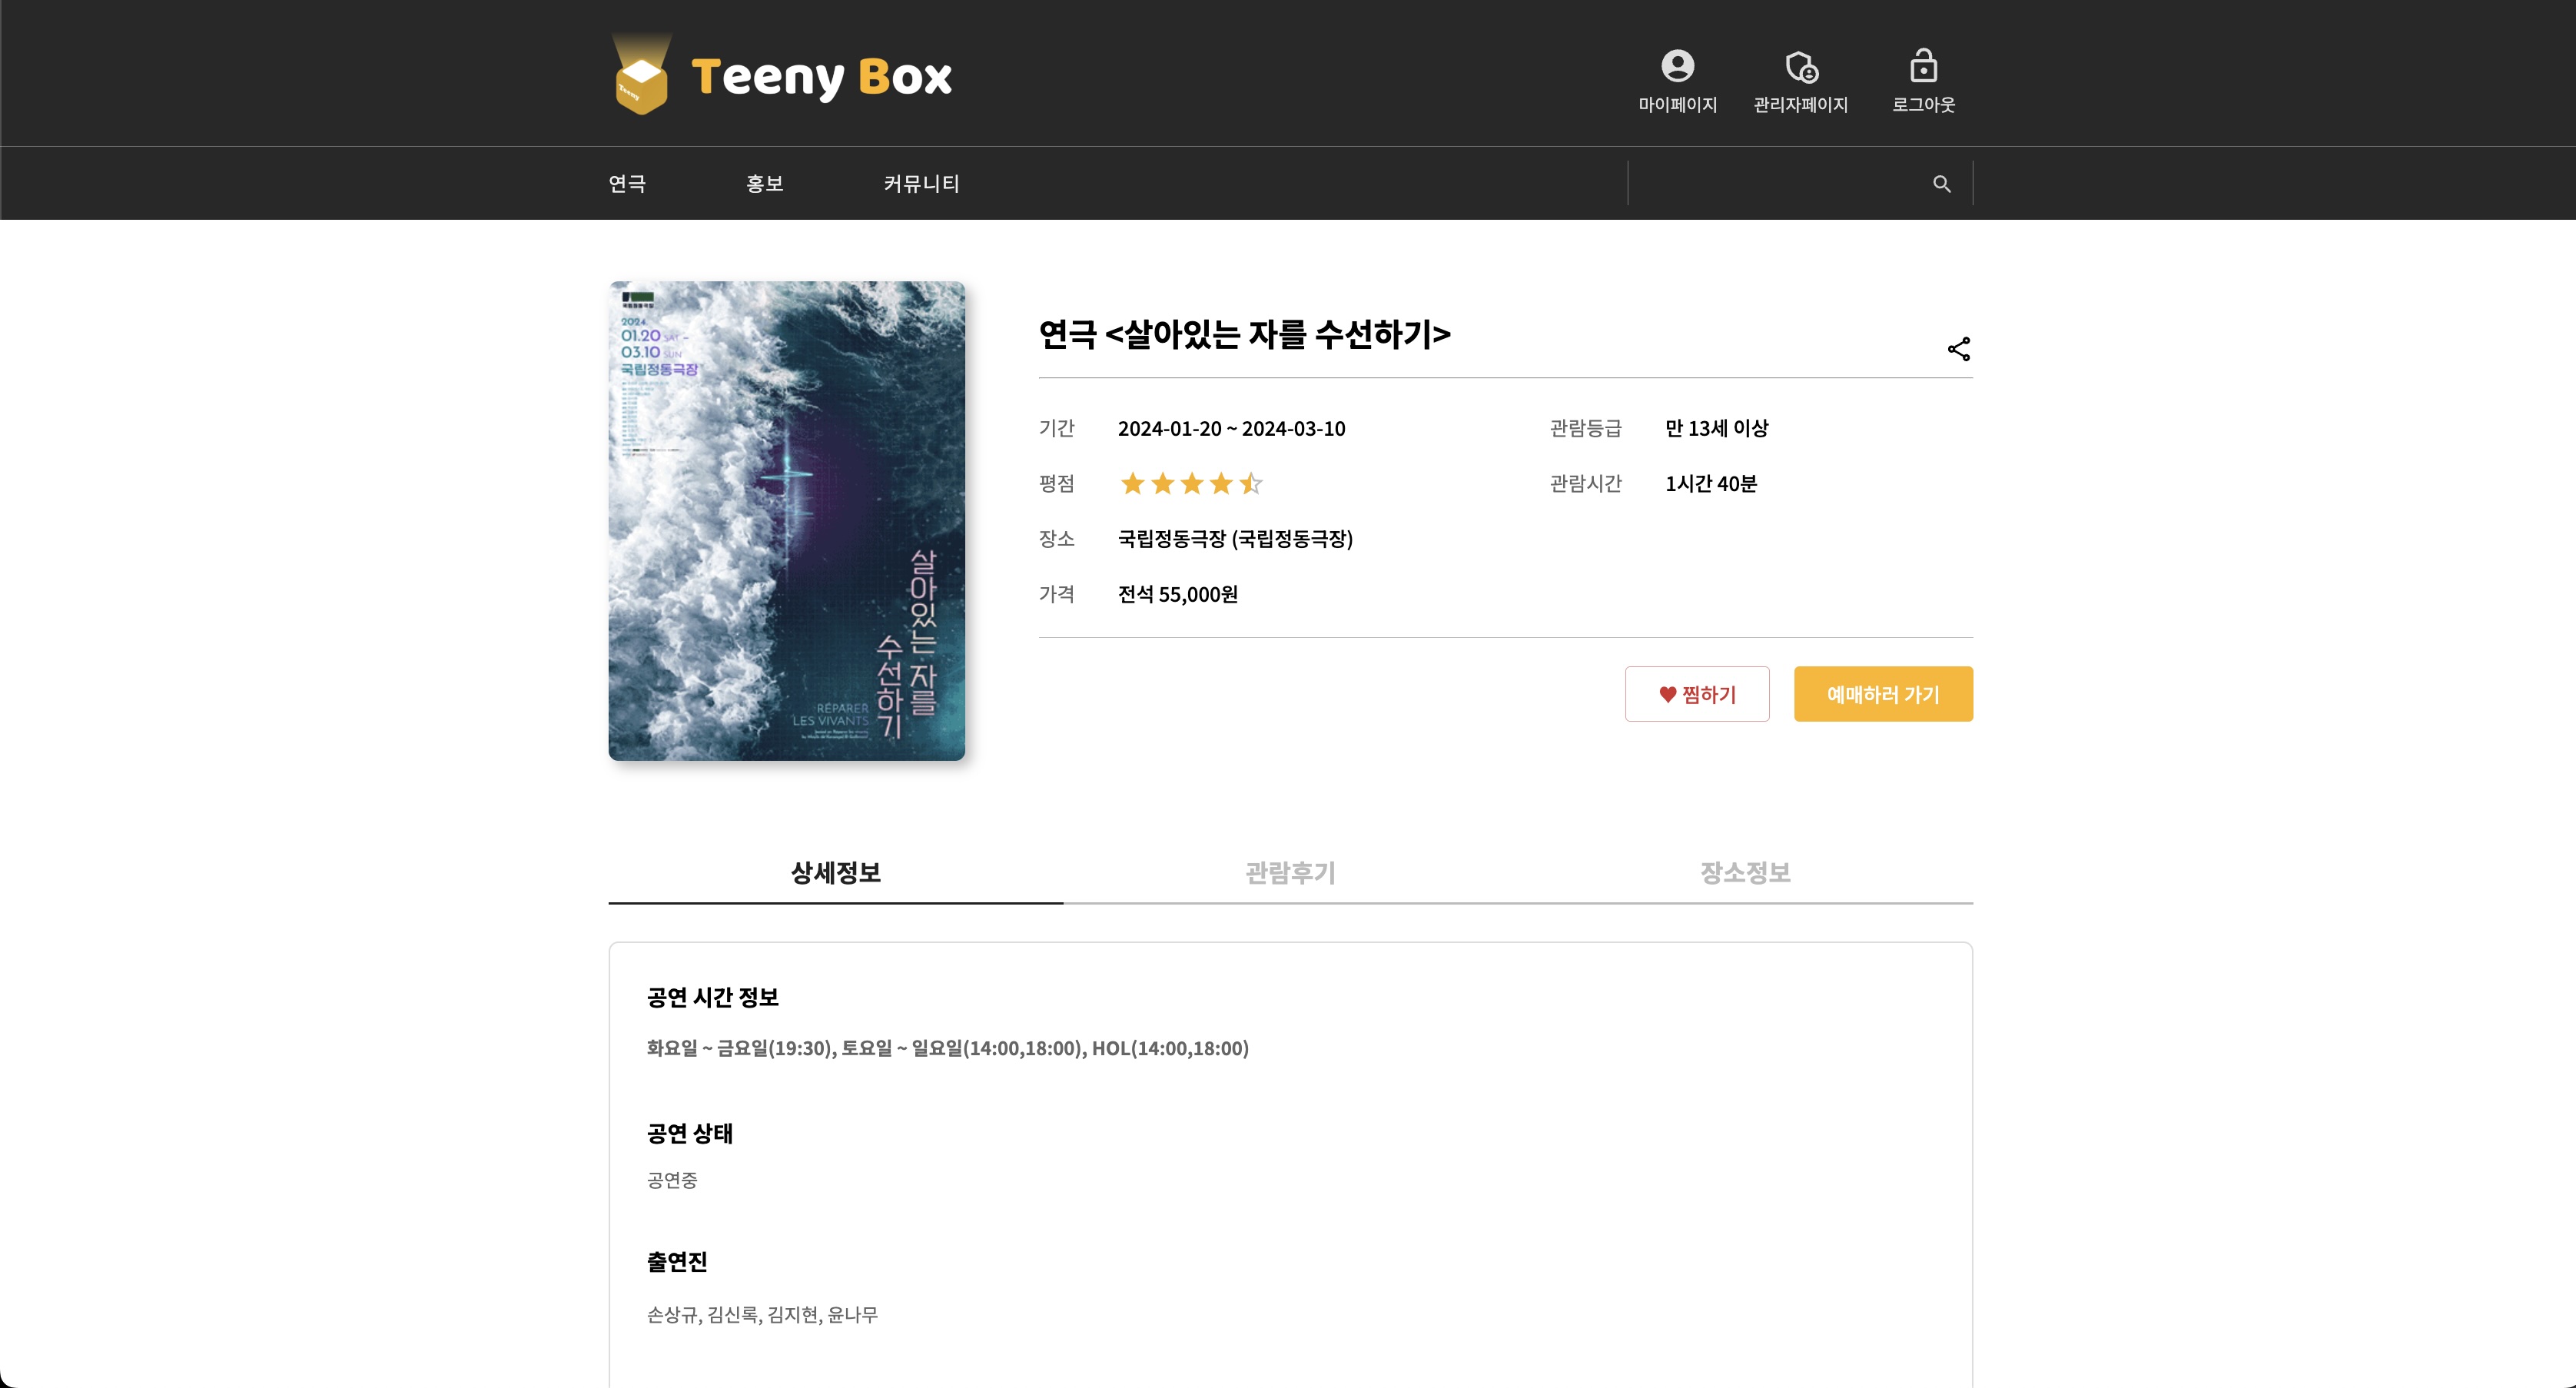 Teeny
Teeny Box
마이페이지
관리자페이지
로그아웃
연극
홍보
커뮤니티
국립정동극장
2024.
01.20 SAT –
03.10 SUN
국립정동극장
살아있는 자를
수선하기
RÉPARER
LES VIVANTS
연극 <살아있는 자를 수선하기>
기간 2024-01-20 ~ 2024-03-10 관람등급 만 13세 이상
평점 관람시간 1시간 40분
장소 국립정동극장 (국립정동극장)
가격 전석 55,000원
찜하기
예매하러 가기
상세정보
관람후기
장소정보
공연 시간 정보
화요일 ~ 금요일(19:30), 토요일 ~ 일요일(14:00,18:00), HOL(14:00,18:00)
공연 상태
공연중
출연진
손상규, 김신록, 김지현, 윤나무